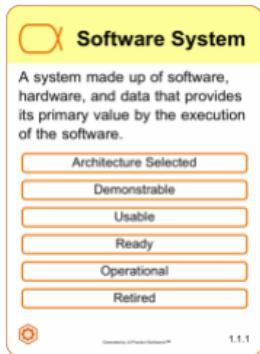 Software System
A system made up of software,
hardware, and data that provides
its primary value by the execution
of the software.
Architecture Selected
Demonstrable
Usable
Ready
Operational
Retired
1.1.1